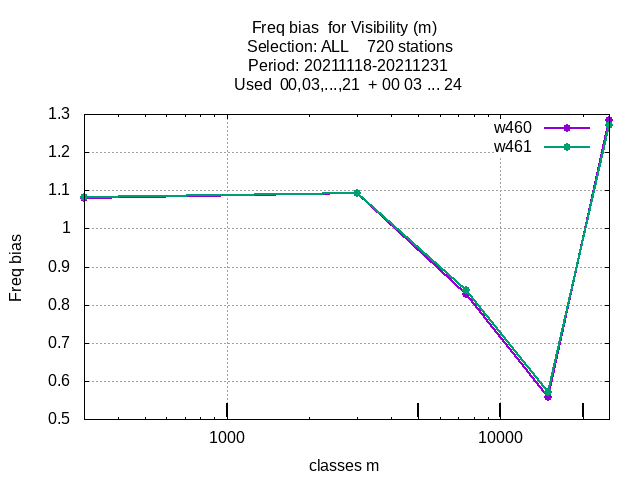 Freq bias  for Visibility (m)
Selection: ALL    720 stations
Period: 20211118-20211231
Used  00,03,...,21  + 00 03 ... 24
1.3
1.2
1.1
1
0.9
0.8
0.7
0.6
0.5
Freq bias
w460
w461
1000
10000
classes m